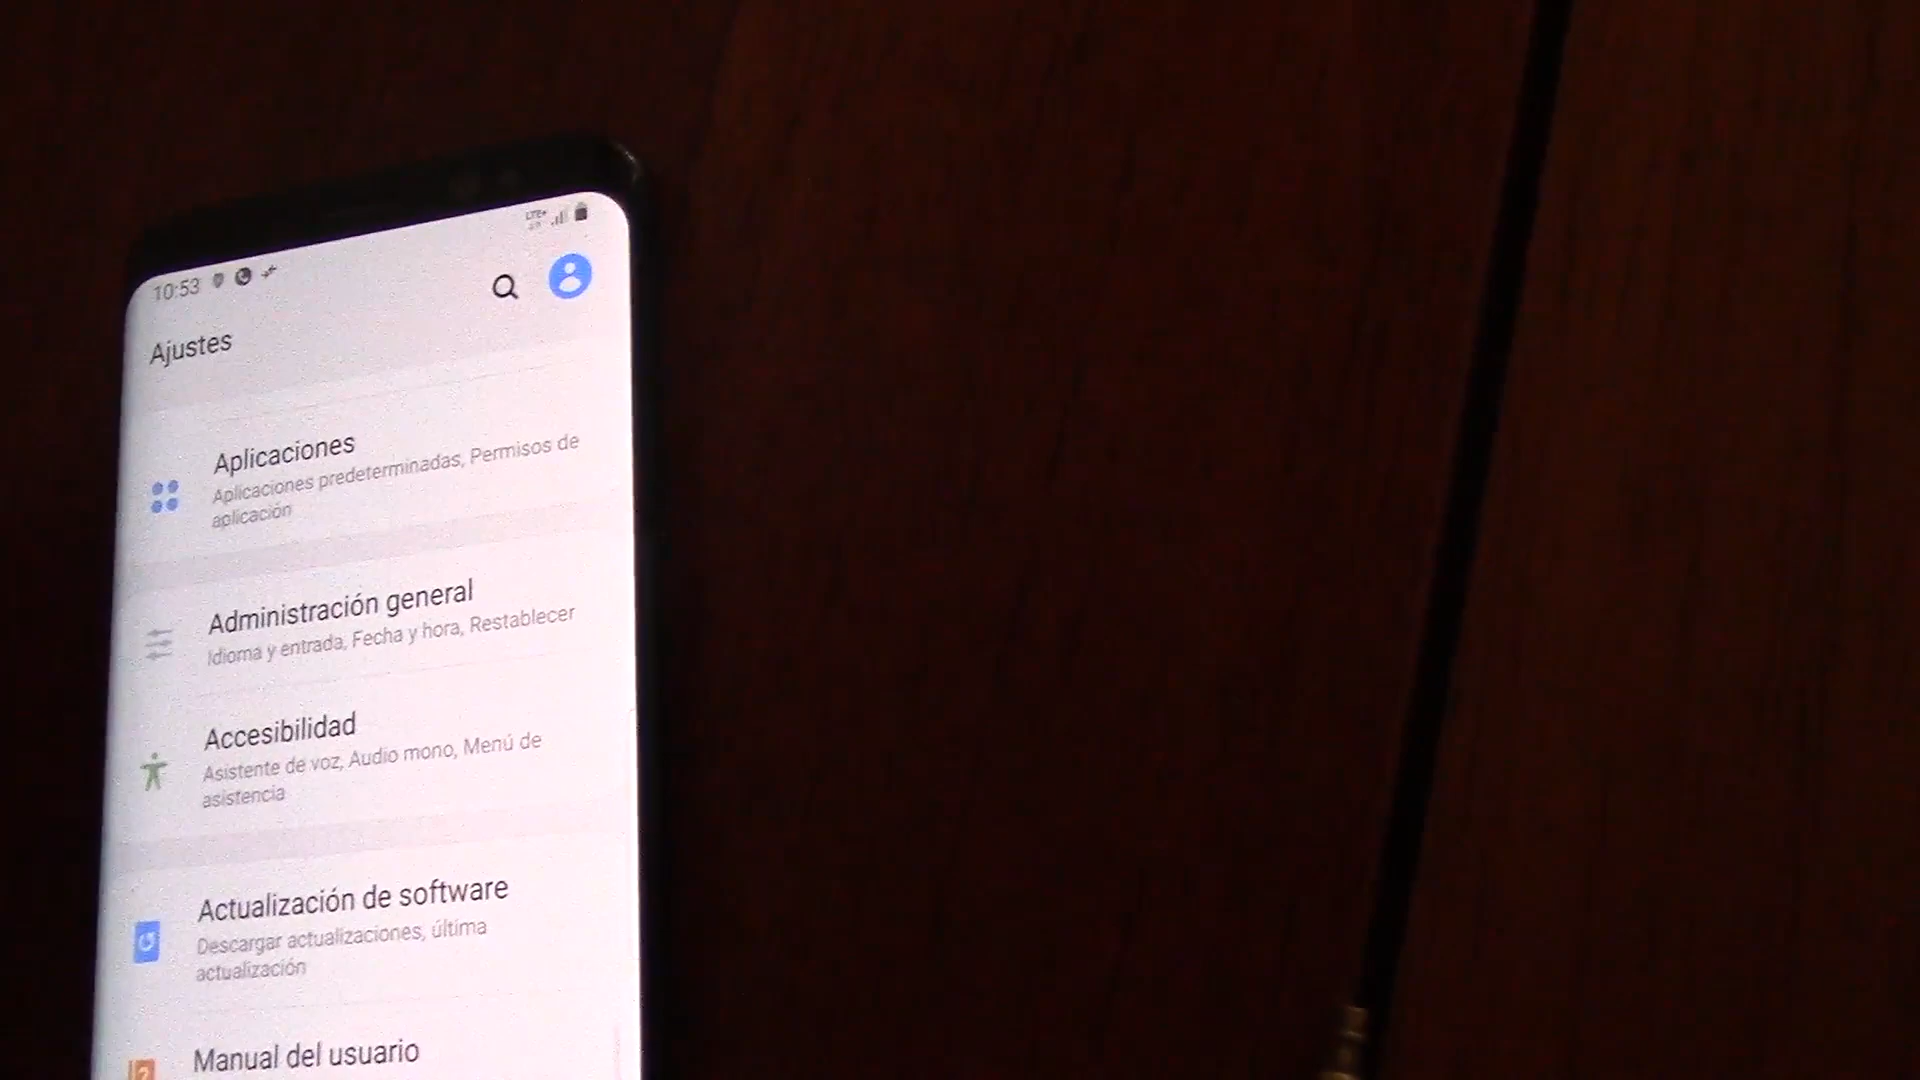 LTE+
10:53
Ajustes
Aplicaciones
Aplicaciones predeterminadas, Permisos de
aplicación
Administración general
Idioma y entrada, Fecha y hora, Restablecer
Accesibilidad
Asistente de voz, Audio mono, Menú de
asistencia
Actualización de software
Descargar actualizaciones, última
actualización
Manual del usuario